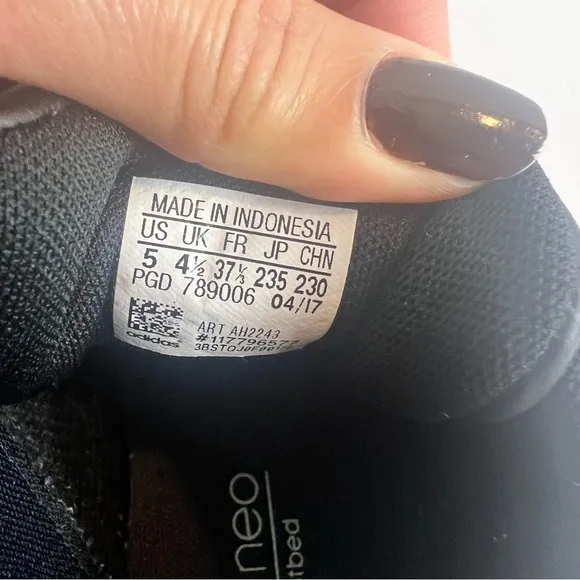 MADE IN INDONESIA
US UK FR JP CHN
5 4½ 37⅓ 235 230
PGD 789006 04/17
ART AH2243
#117796577
adidas
neo